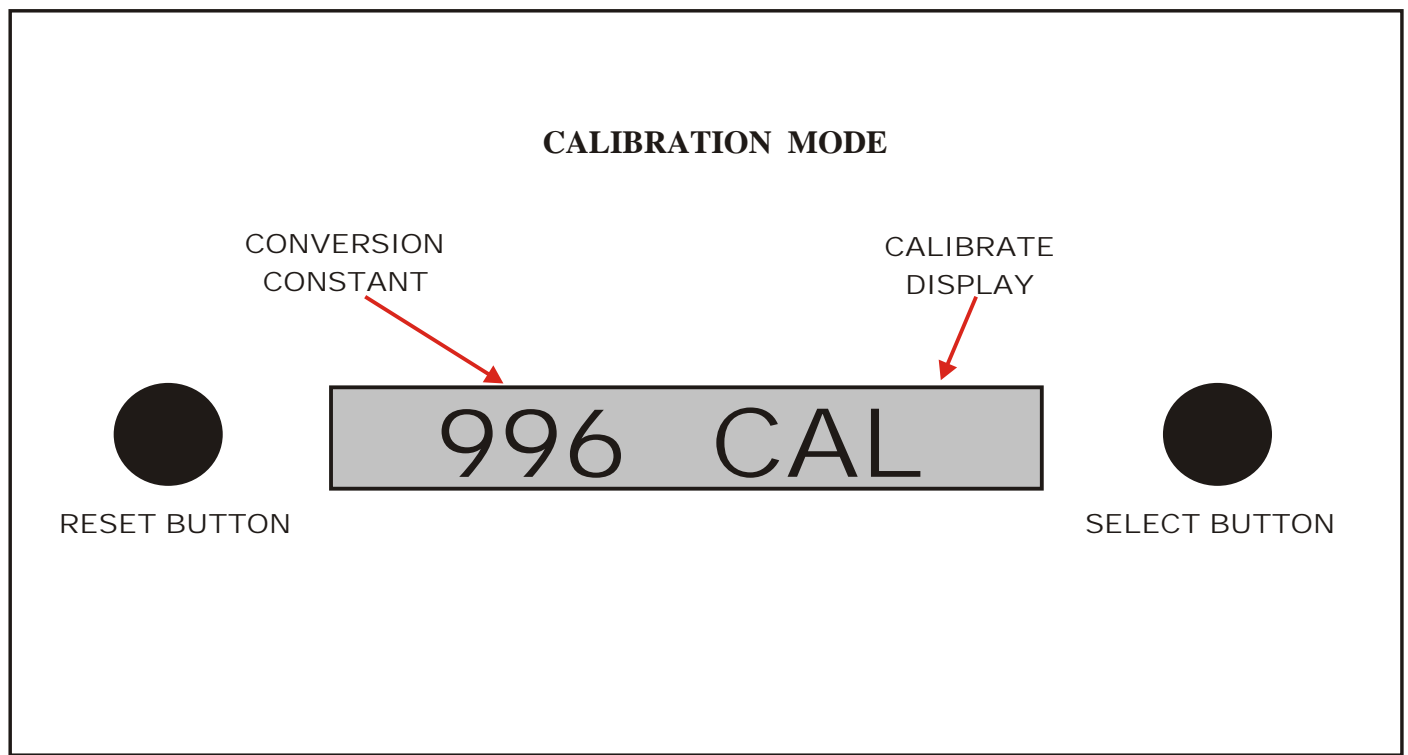 CALIBRATION MODE
CONVERSION
CONSTANT
CALIBRATE
DISPLAY
996 CAL
RESET BUTTON
SELECT BUTTON